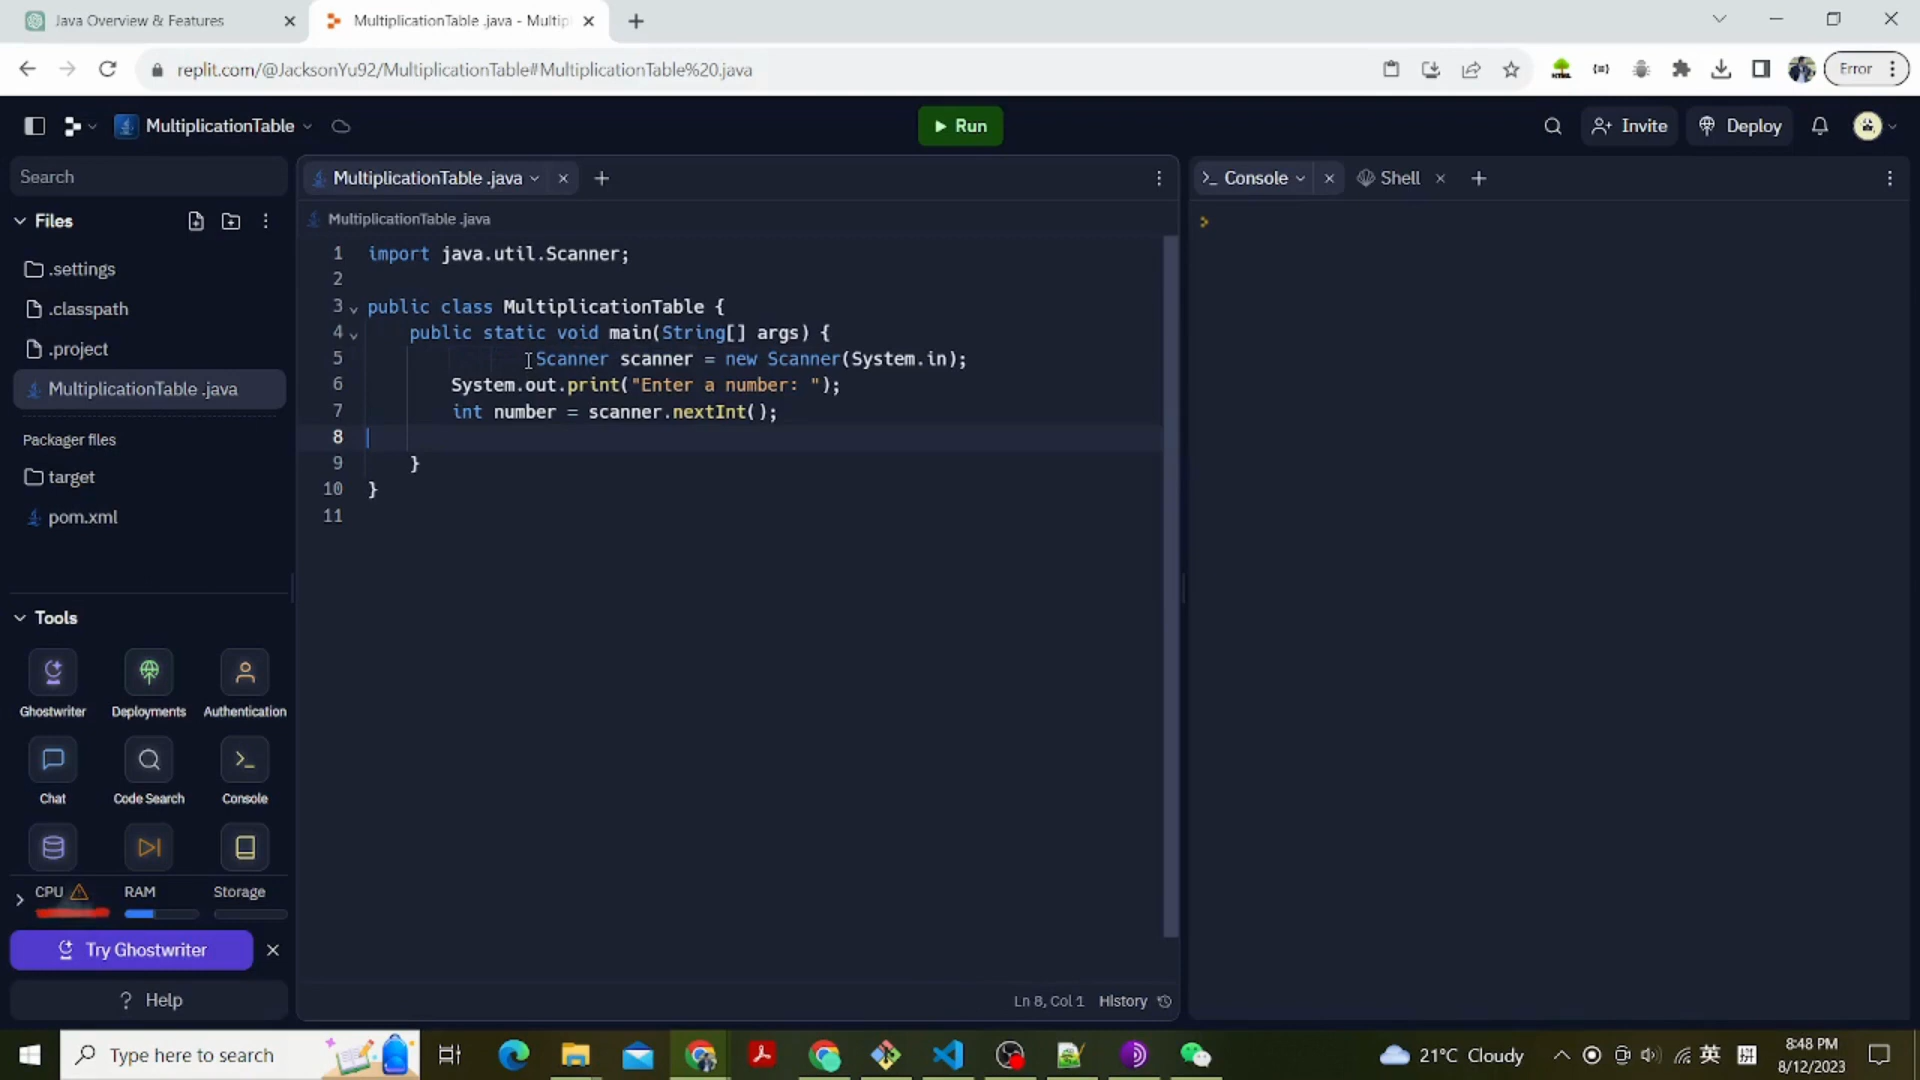 Java Overview & Features
MultiplicationTable .java - Multip
replit.com/@JacksonYu92/MultiplicationTable#MultiplicationTable%20.java
Error
MultiplicationTable
Run
Invite
Deploy
Search
MultiplicationTable .java
Console
Shell
Files
MultiplicationTable .java
.settings
.classpath
.project
MultiplicationTable .java
Packager files
target
pom.xml
1 import java.util.Scanner;
2
3 public class MultiplicationTable {
4 public static void main(String[] args) {
5 Scanner scanner = new Scanner(System.in);
6 System.out.print("Enter a number: ");
7 int number = scanner.nextInt();
8
9 }
10 }
11
Tools
Ghostwriter
Deployments
Authentication
Chat
Code Search
Console
CPU
RAM
Storage
Try Ghostwriter
? Help
Ln 8, Col 1
History
Type here to search
21°C Cloudy
英
拼
8:48 PM
8/12/2023